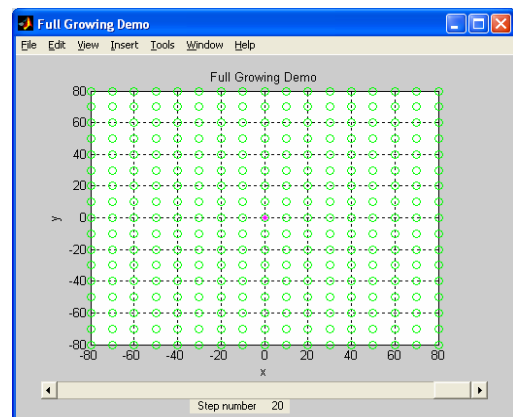 Full Growing Demo
File Edit View Insert Tools Window Help
Full Growing Demo
80
60
40
20
0
-20
-40
-60
-80
y
-80 -60 -40 -20 0 20 40 60 80
x
Step number 20